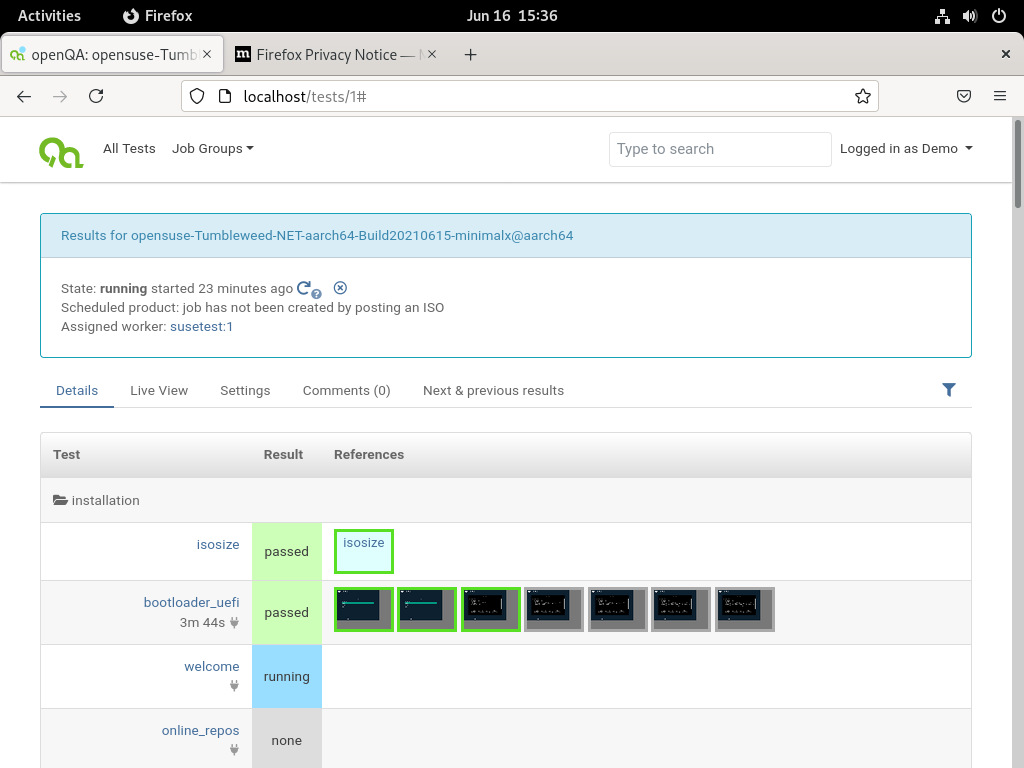 Activities Firefox Jun 16 15:36
openQA: opensuse-Tumb Firefox Privacy Notice —
localhost/tests/1#
All Tests Job Groups Type to search Logged in as Demo
Results for opensuse-Tumbleweed-NET-aarch64-Build20210615-minimalx@aarch64
State: running started 23 minutes ago
Scheduled product: job has not been created by posting an ISO
Assigned worker: susetest:1
Details Live View Settings Comments (0) Next & previous results
Test Result References
installation
isosize passed isosize
bootloader_uefi passed
3m 44s
welcome running
online_repos none